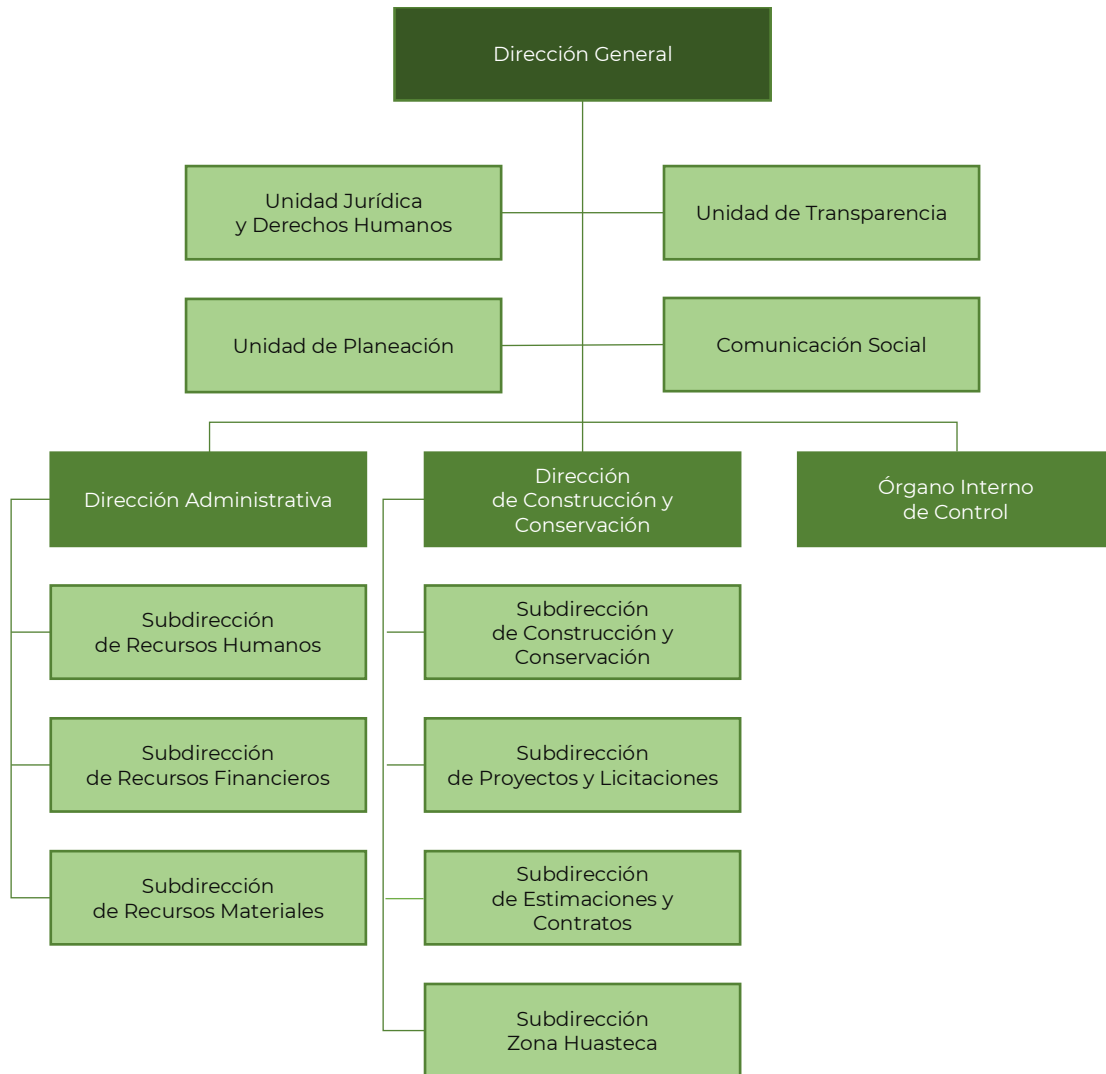 Dirección General
Unidad Jurídica
y Derechos Humanos
Unidad de Transparencia
Unidad de Planeación
Comunicación Social
Dirección Administrativa
Dirección
de Construcción y
Conservación
Órgano Interno
de Control
Subdirección
de Recursos Humanos
Subdirección
de Construcción y
Conservación
Subdirección
de Recursos Financieros
Subdirección
de Proyectos y Licitaciones
Subdirección
de Recursos Materiales
Subdirección
de Estimaciones y
Contratos
Subdirección
Zona Huasteca